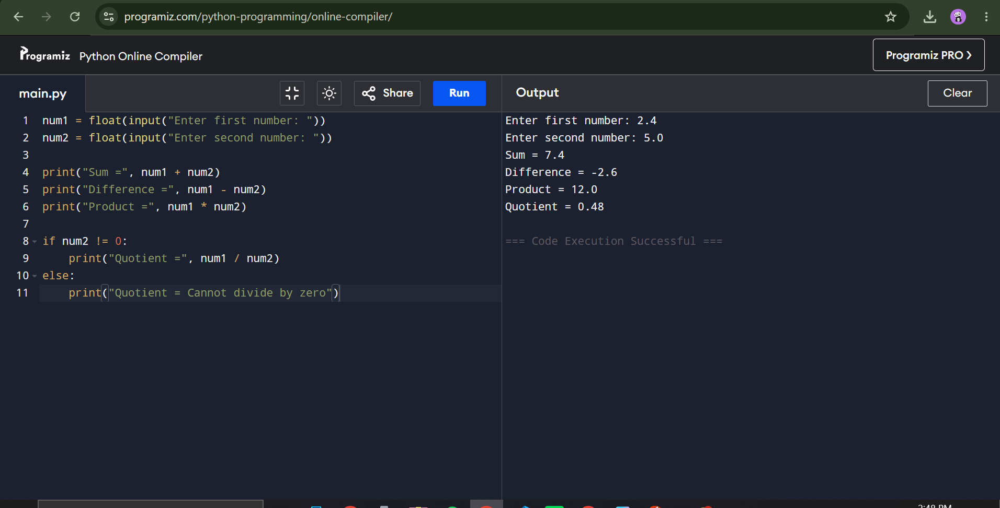 programiz.com/python-programming/online-compiler/
Programiz Python Online Compiler
Programiz PRO ❯
main.py
Share
Run
Output
Clear
1 num1 = float(input("Enter first number: "))
2 num2 = float(input("Enter second number: "))
3
4 print("Sum =", num1 + num2)
5 print("Difference =", num1 - num2)
6 print("Product =", num1 * num2)
7
8 if num2 != 0:
9     print("Quotient =", num1 / num2)
10 else:
11     print("Quotient = Cannot divide by zero")
Enter first number: 2.4
Enter second number: 5.0
Sum = 7.4
Difference = -2.6
Product = 12.0
Quotient = 0.48
=== Code Execution Successful ===
2:48 PM